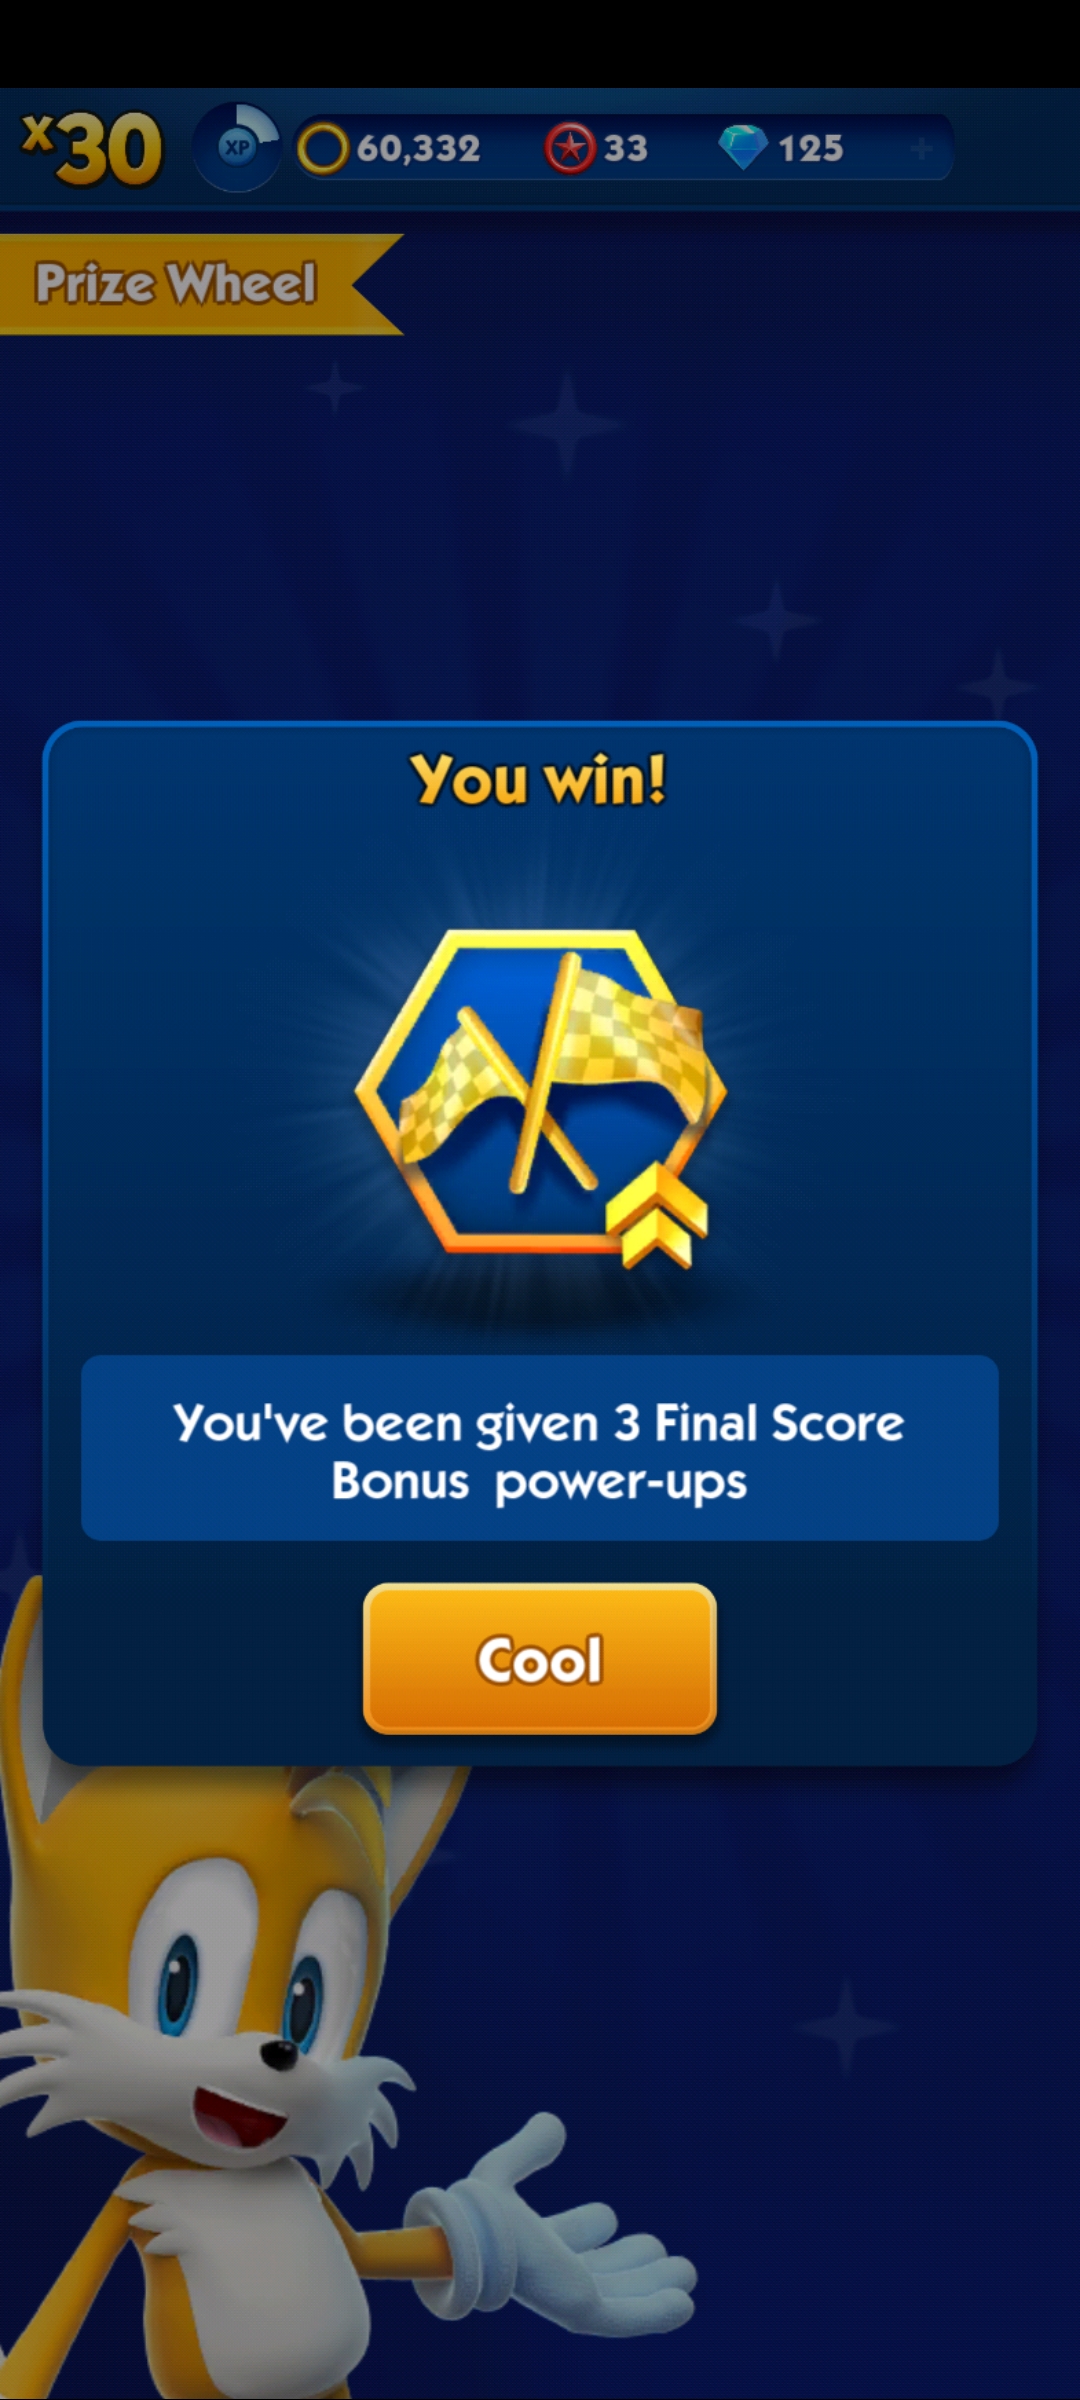 x30 XP 60,332 33 125 +
Prize Wheel
You win!
You've been given 3 Final Score
Bonus power-ups
Cool